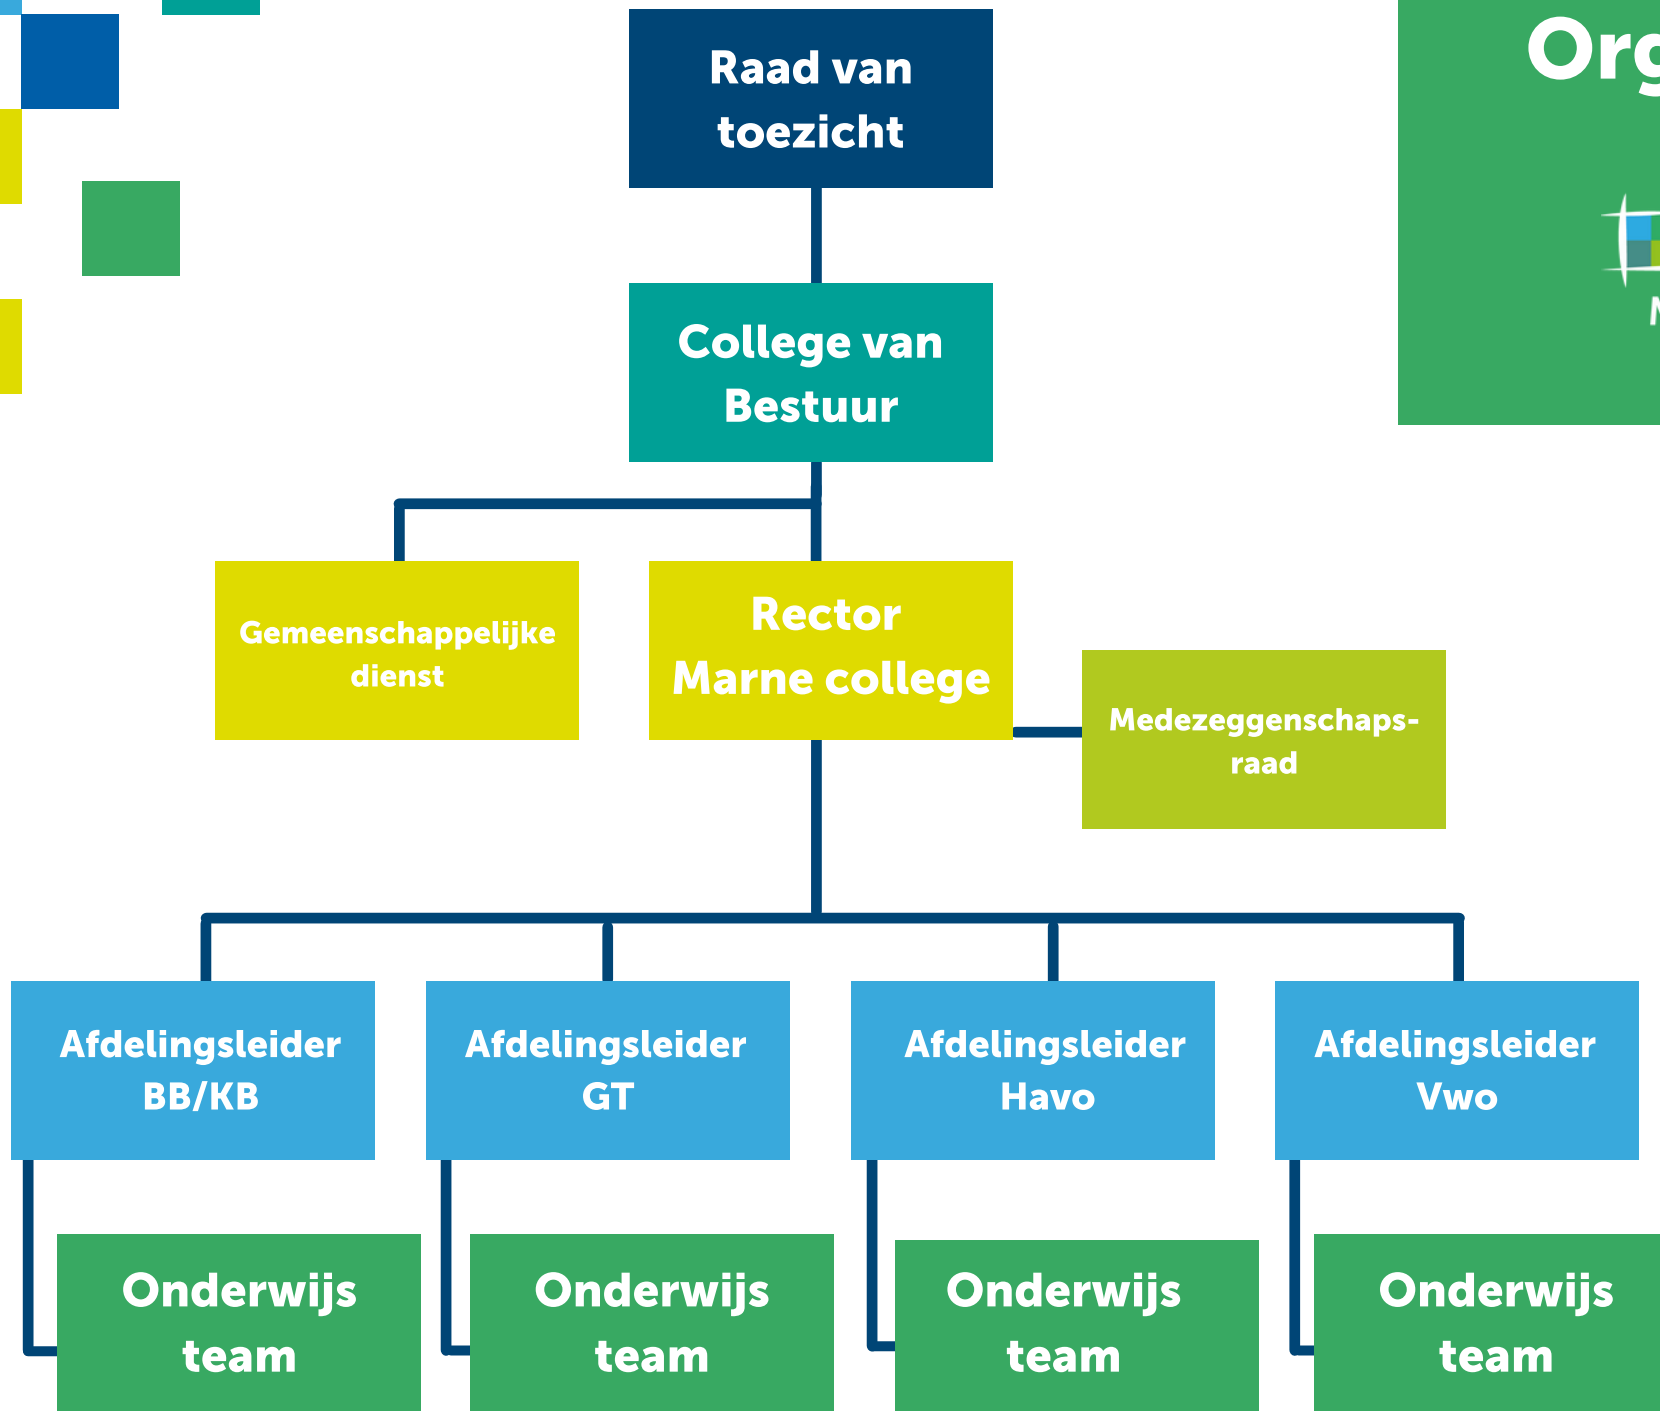 Raad van
toezicht
College van
Bestuur
Gemeenschappelijke
dienst
Rector
Marne college
Medezeggenschaps-
raad
Afdelingsleider
BB/KB
Afdelingsleider
GT
Afdelingsleider
Havo
Afdelingsleider
Vwo
Onderwijs
team
Onderwijs
team
Onderwijs
team
Onderwijs
team